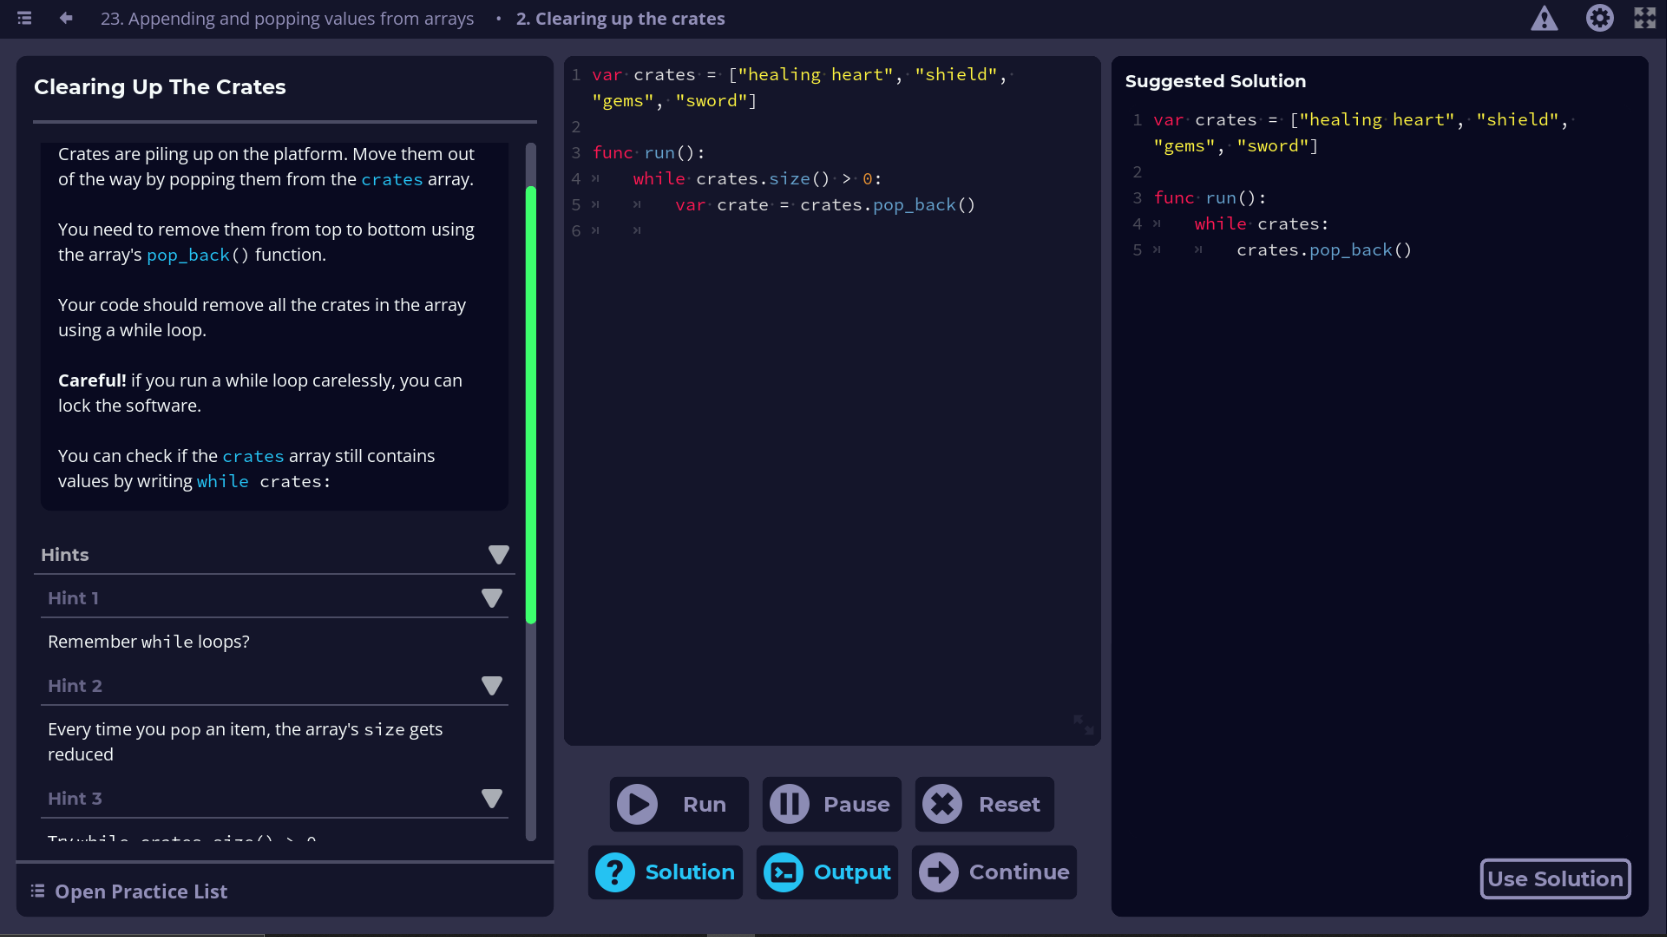 23. Appending and popping values from arrays • 2. Clearing up the crates
Clearing Up The Crates
Crates are piling up on the platform. Move them out
of the way by popping them from the crates array.
You need to remove them from top to bottom using
the array's pop_back() function.
Your code should remove all the crates in the array
using a while loop.
Careful! if you run a while loop carelessly, you can
lock the software.
You can check if the crates array still contains
values by writing while crates:
Hints
Hint 1
Remember while loops?
Hint 2
Every time you pop an item, the array's size gets
reduced
Hint 3
Try while crates.size() > 0
Open Practice List
1 var crates = ["healing heart", "shield",
"gems", "sword"]
2
3 func run():
4 while crates.size() > 0:
5 var crate = crates.pop_back()
6
Run
Pause
Reset
Solution
Output
Continue
Suggested Solution
1 var crates = ["healing heart", "shield",
"gems", "sword"]
2
3 func run():
4 while crates:
5 crates.pop_back()
Use Solution